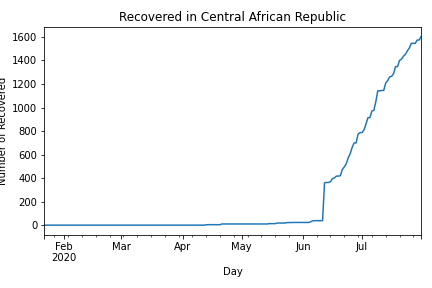 Recovered in Central African Republic
Number of Recovered
1600
1400
1200
1000
800
600
400
200
0
Feb Mar Apr May Jun Jul
2020
Day